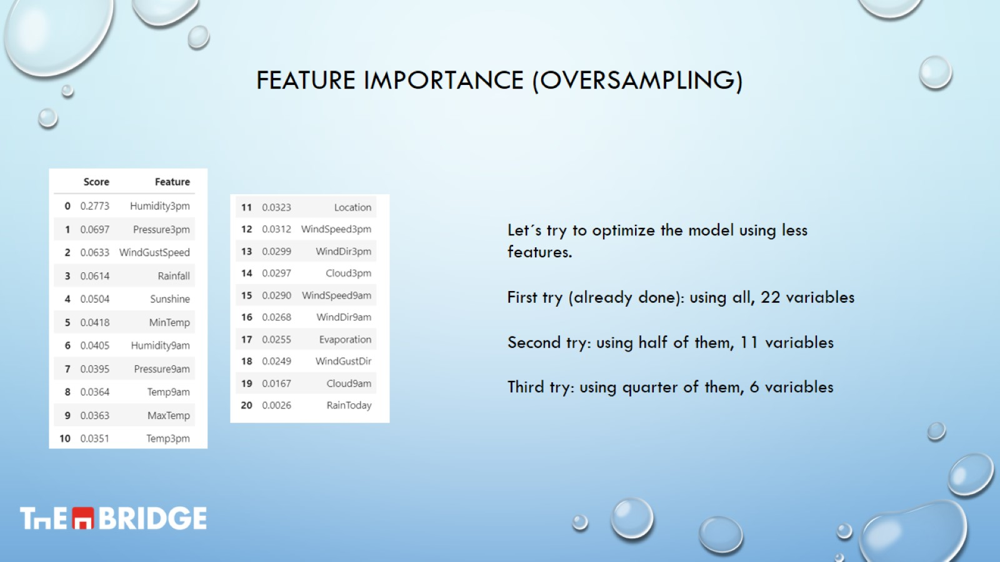 FEATURE IMPORTANCE (OVERSAMPLING)
Score Feature
0 0.2773 Humidity3pm
1 0.0697 Pressure3pm
2 0.0633 WindGustSpeed
3 0.0614 Rainfall
4 0.0504 Sunshine
5 0.0418 MinTemp
6 0.0405 Humidity9am
7 0.0395 Pressure9am
8 0.0364 Temp9am
9 0.0363 MaxTemp
10 0.0351 Temp3pm
11 0.0323 Location
12 0.0312 WindSpeed3pm
13 0.0299 WindDir3pm
14 0.0297 Cloud3pm
15 0.0290 WindSpeed9am
16 0.0268 WindDir9am
17 0.0255 Evaporation
18 0.0249 WindGustDir
19 0.0167 Cloud9am
20 0.0026 RainToday
Let´s try to optimize the model using less
features.
First try (already done): using all, 22 variables
Second try: using half of them, 11 variables
Third try: using quarter of them, 6 variables
THE BRIDGE